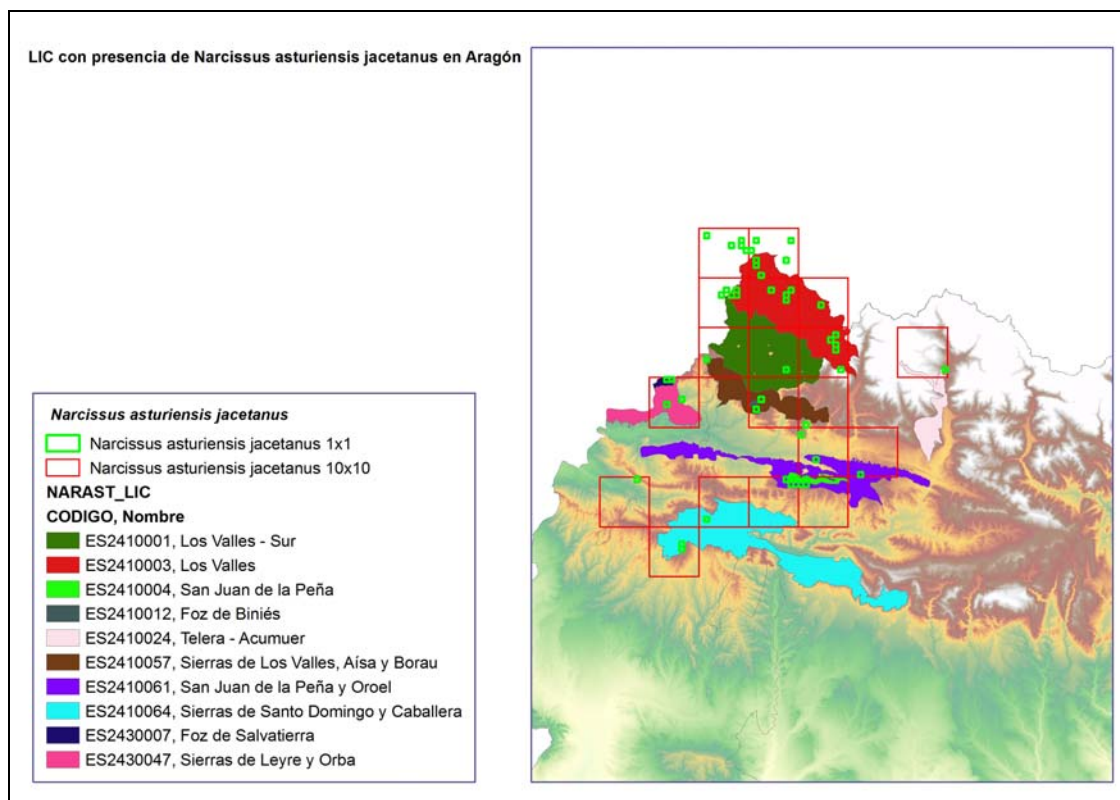 LIC con presencia de Narcissus asturiensis jacetanus en Aragón
Narcissus asturiensis jacetanus
Narcissus asturiensis jacetanus 1x1
Narcissus asturiensis jacetanus 10x10
NARAST_LIC
CODIGO, Nombre
ES2410001, Los Valles - Sur
ES2410003, Los Valles
ES2410004, San Juan de la Peña
ES2410012, Foz de Biniés
ES2410024, Telera - Acumuer
ES2410057, Sierras de Los Valles, Aísa y Borau
ES2410061, San Juan de la Peña y Oroel
ES2410064, Sierras de Santo Domingo y Caballera
ES2430007, Foz de Salvatierra
ES2430047, Sierras de Leyre y Orba